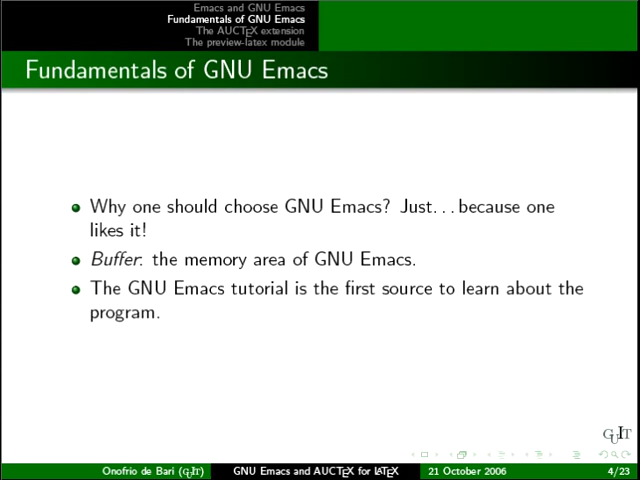 Emacs and GNU Emacs
Fundamentals of GNU Emacs
The AUCTEX extension
The preview-latex module
Fundamentals of GNU Emacs
Why one should choose GNU Emacs? Just...because one
likes it!
Buffer: the memory area of GNU Emacs.
The GNU Emacs tutorial is the first source to learn about the
program.
GUIT
Onofrio de Bari (GUIT) GNU Emacs and AUCTEX for LATEX 21 October 2006 4/23